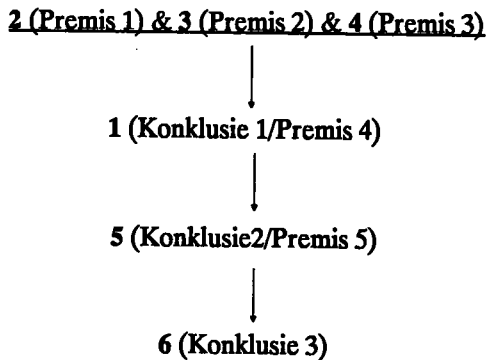 2 (Premis 1) & 3 (Premis 2) & 4 (Premis 3)
1 (Konklusie 1/Premis 4)
5 (Konklusie2/Premis 5)
6 (Konklusie 3)